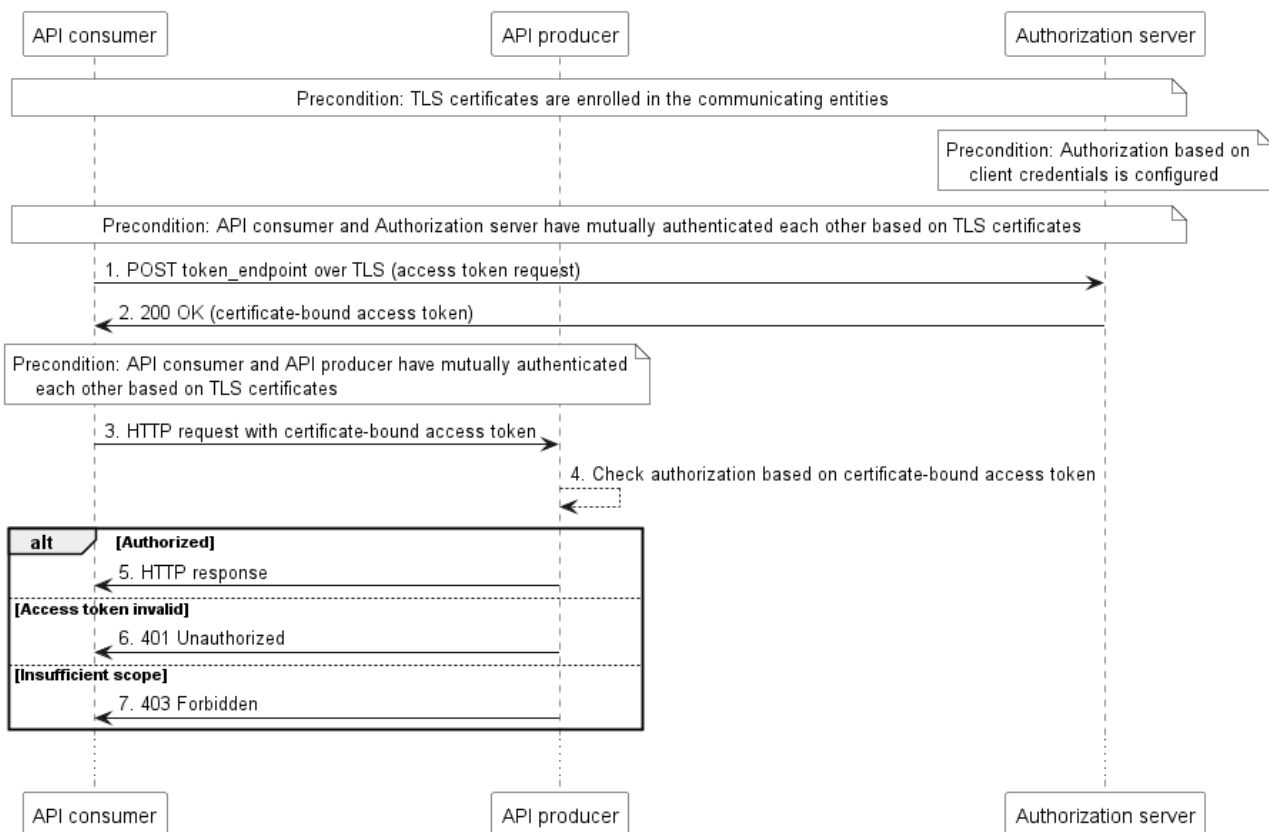 API consumer
API producer
Authorization server
Precondition: TLS certificates are enrolled in the communicating entities
Precondition: Authorization based on
client credentials is configured
Precondition: API consumer and Authorization server have mutually authenticated each other based on TLS certificates
1. POST token_endpoint over TLS (access token request)
2. 200 OK (certificate-bound access token)
Precondition: API consumer and API producer have mutually authenticated
each other based on TLS certificates
3. HTTP request with certificate-bound access token
4. Check authorization based on certificate-bound access token
alt
[Authorized]
5. HTTP response
[Access token invalid]
6. 401 Unauthorized
[Insufficient scope]
7. 403 Forbidden
API consumer
API producer
Authorization server